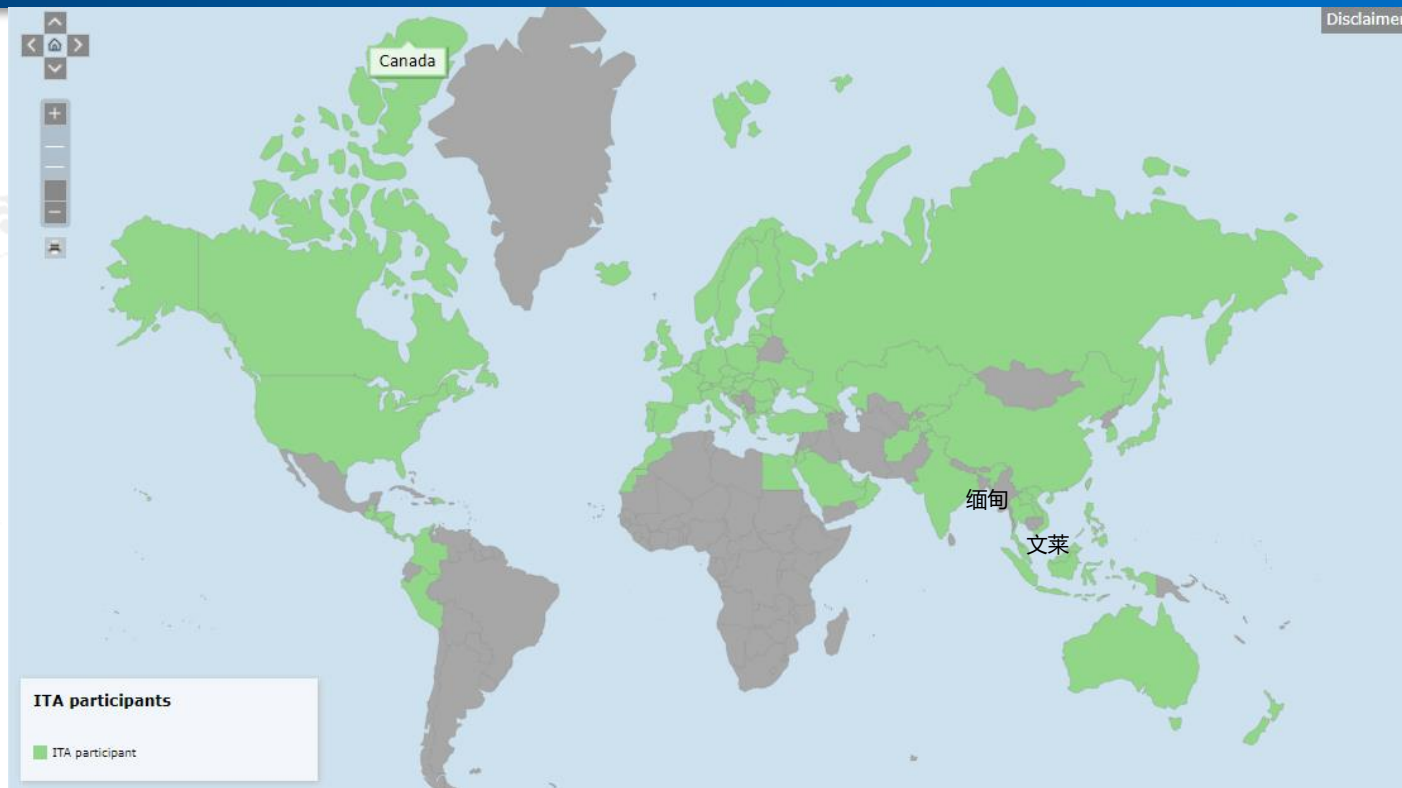 Disclaimer
Canada
缅甸
文莱
ITA participants
ITA participant